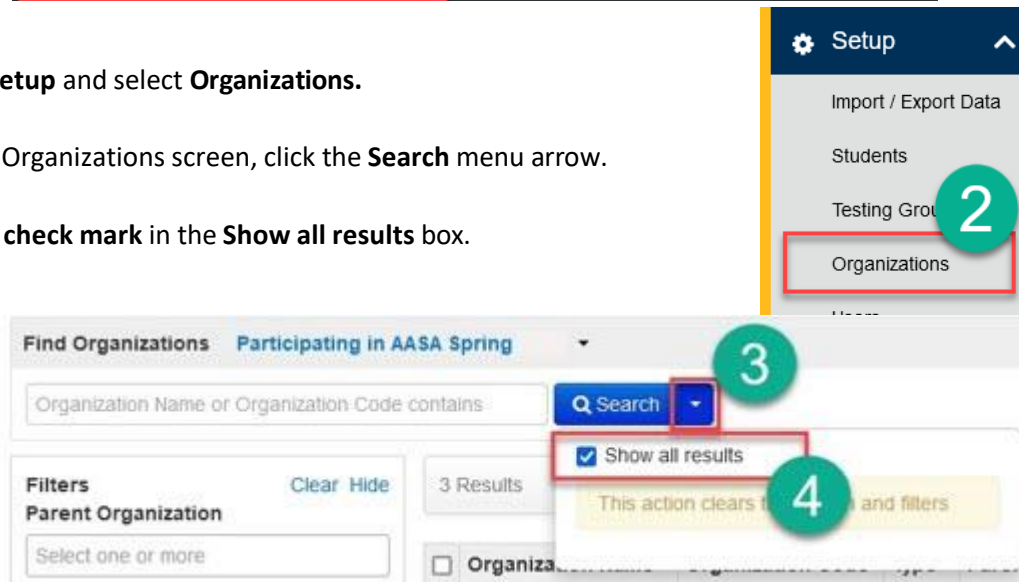 etup and select Organizations.
Organizations screen, click the Search menu arrow.
check mark in the Show all results box.
Setup
Import / Export Data
Students
Testing Grou
2
Organizations
Find Organizations Participating in AASA Spring
3
Organization Name or Organization Code contains
Search
Show all results
4
This action clears and filters
Filters Clear Hide
Parent Organization
Select one or more
3 Results
Organiza